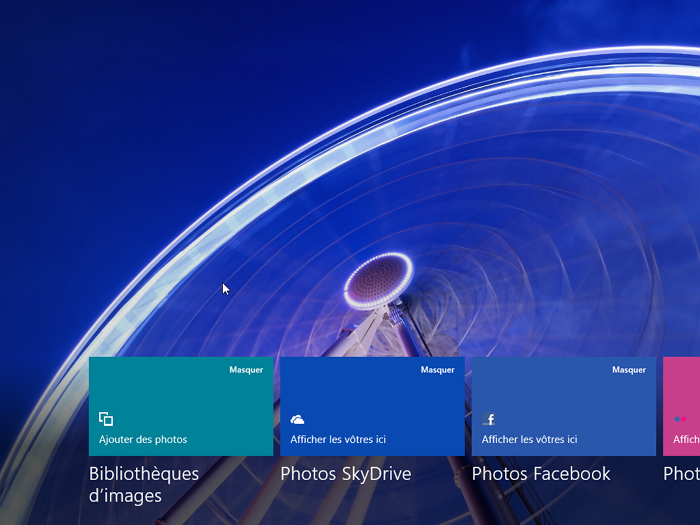 Masquer
Ajouter des photos
Bibliothèques
d'images
Masquer
Afficher les vôtres ici
Photos SkyDrive
Masquer
Afficher les vôtres ici
Photos Facebook